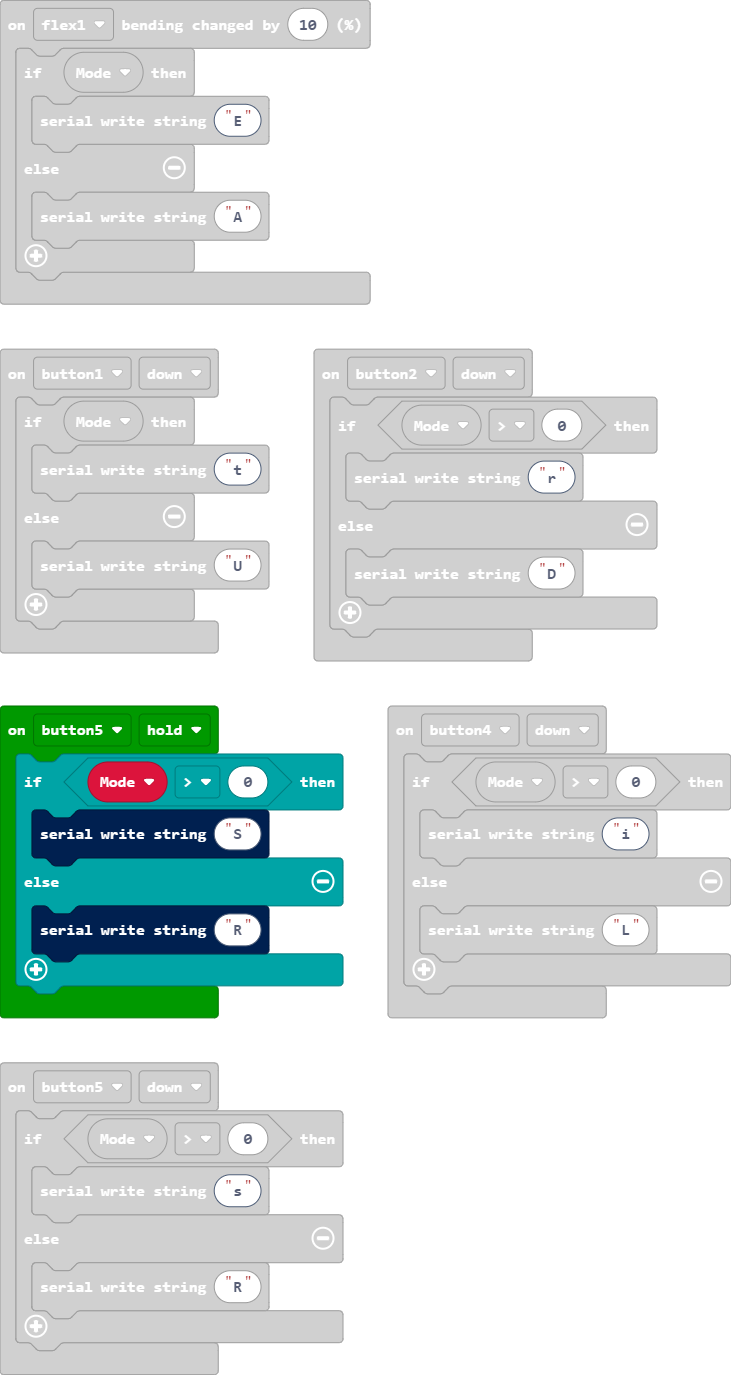 on flex1 bending changed by 10 (%)
if Mode then
serial write string "E"
else
serial write string "A"
on button1 down
if Mode then
serial write string "t"
else
serial write string "U"
on button2 down
if Mode > 0 then
serial write string "r"
else
serial write string "D"
on button5 hold
if Mode > 0 then
serial write string "S"
else
serial write string "R"
on button4 down
if Mode > 0 then
serial write string "i"
else
serial write string "L"
on button5 down
if Mode > 0 then
serial write string "s"
else
serial write string "R"